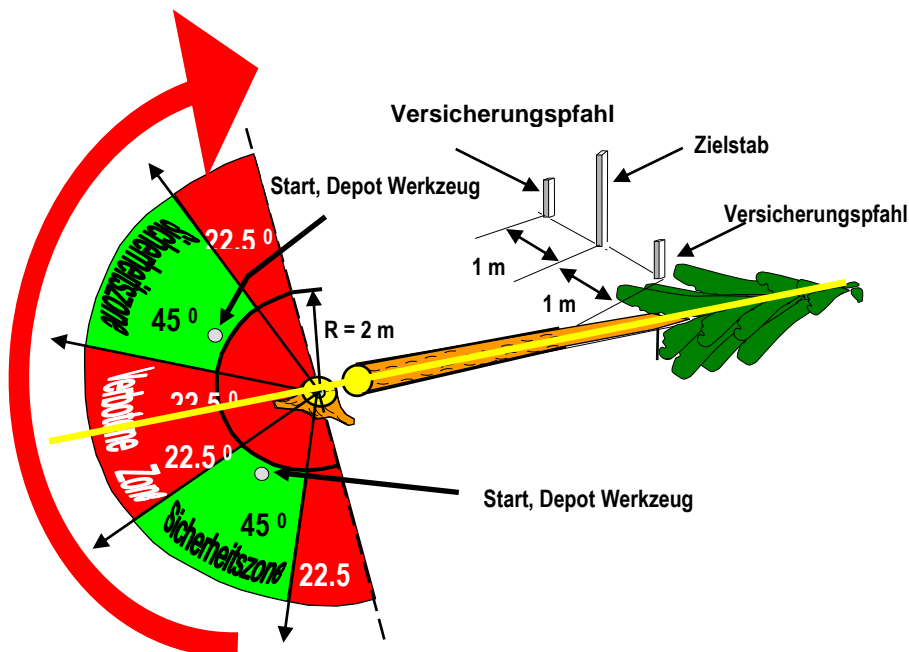 Versicherungspfahl
Zielstab
Start, Depot Werkzeug
Versicherungspfahl
Sicherheitszone
22.5 0
1 m
45 0
1 m
R = 2 m
Verbotene Zone
22.5 0
22.5 0
Start, Depot Werkzeug
45 0
Sicherheitszone
22.5